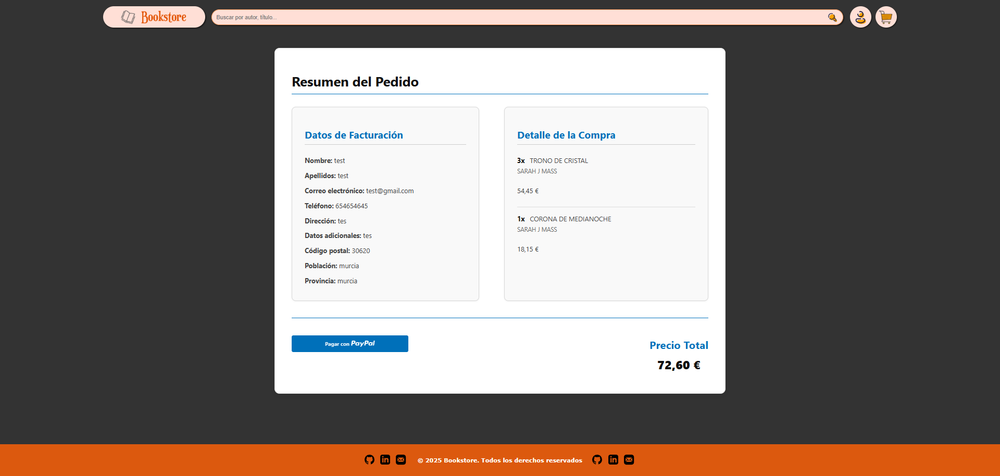 Bookstore
Buscar por autor, título...
Resumen del Pedido
Datos de Facturación
Nombre: test
Apellidos: test
Correo electrónico: test@gmail.com
Teléfono: 654654645
Dirección: tes
Datos adicionales: tes
Código postal: 30620
Población: murcia
Provincia: murcia
Detalle de la Compra
3x TRONO DE CRISTAL
SARAH J MASS
54,45 €
1x CORONA DE MEDIANOCHE
SARAH J MASS
18,15 €
Pagar con PayPal
Precio Total
72,60 €
in
© 2025 Bookstore. Todos los derechos reservados
in